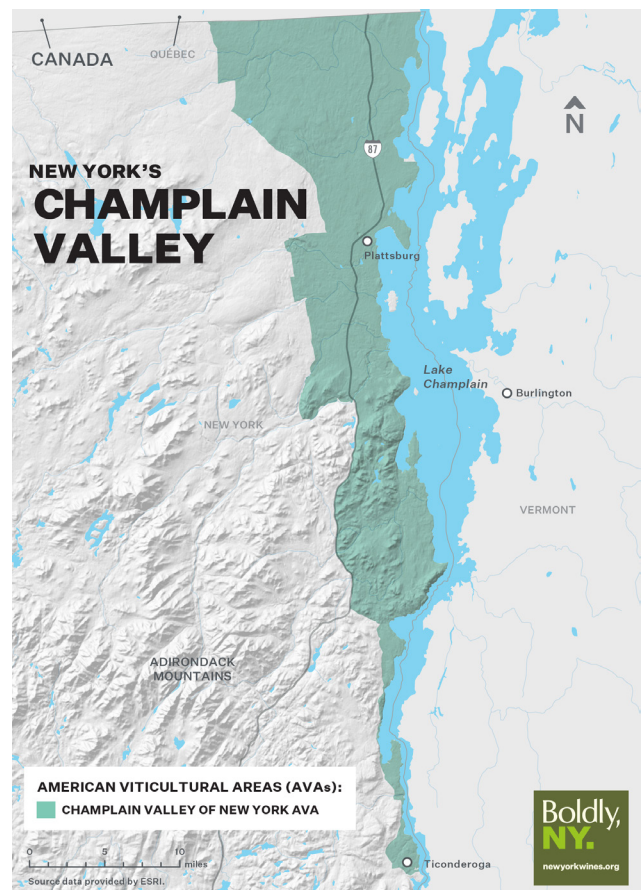 CANADA
QUÉBEC
N
87
NEW YORK'S
CHAMPLAIN
VALLEY
Plattsburg
Lake
Champlain
Burlington
NEW YORK
VERMONT
ADIRONDACK
MOUNTAINS
AMERICAN VITICULTURAL AREAS (AVAs):
CHAMPLAIN VALLEY OF NEW YORK AVA
0 5 10
miles
Source data provided by ESRI.
Ticonderoga
Boldly,
NY.
newyorkwines.org